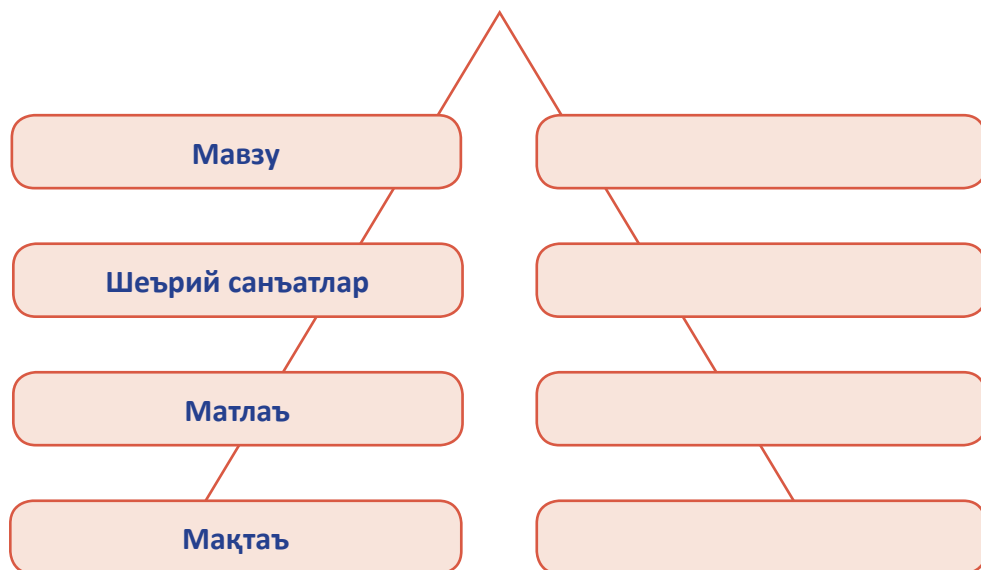 Мавзу
Шеърий санъатлар
Матлаъ
Мақтаъ